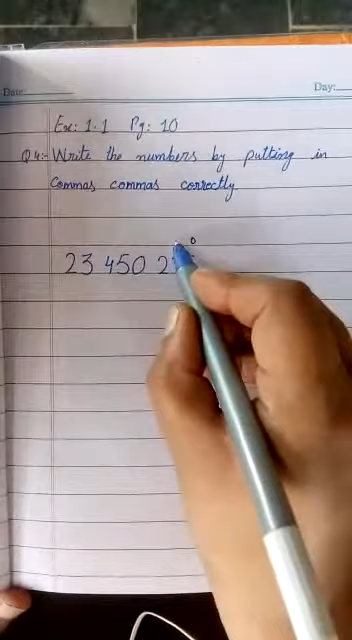 Date:
Day:
Ex: 1.1 Pg: 10
Q4:- Write the numbers by putting in
commas commas correctly.
0
23 450 2